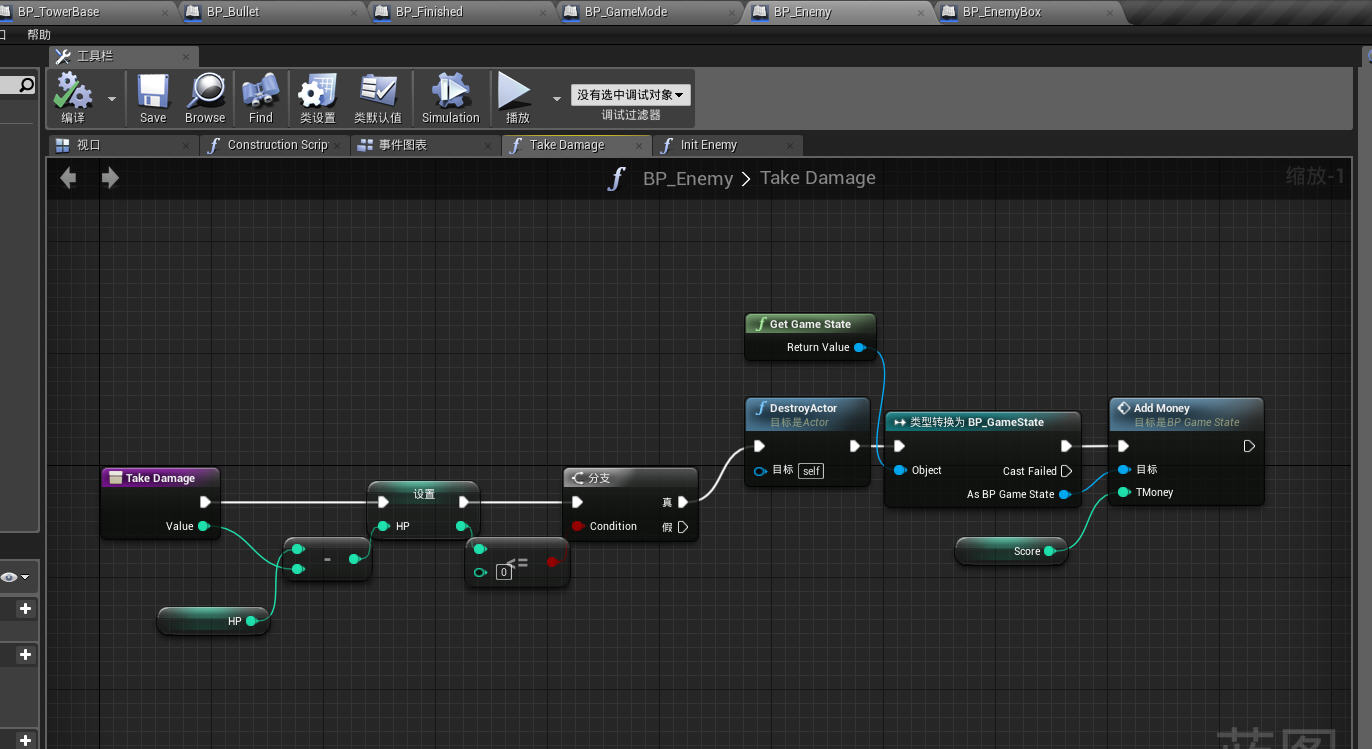 BP_TowerBase
BP_Bullet
BP_Finished
BP_GameMode
BP_Enemy
BP_EnemyBox
口
帮助
工具栏
编译
Save
Browse
Find
类设置
类默认值
Simulation
播放
没有选中调试对象
调试过滤器
视口
Construction Scrip
事件图表
Take Damage
Init Enemy
f BP_Enemy > Take Damage
缩放-1
Get Game State
Return Value
DestroyActor
目标是Actor
目标 self
类型转换为 BP_GameState
Object
Cast Failed
As BP Game State
Add Money
目标是BP Game State
目标
TMoney
Score
Take Damage
Value
设置
HP
分支
真
Condition
假
-
<=
0
HP
蓝图